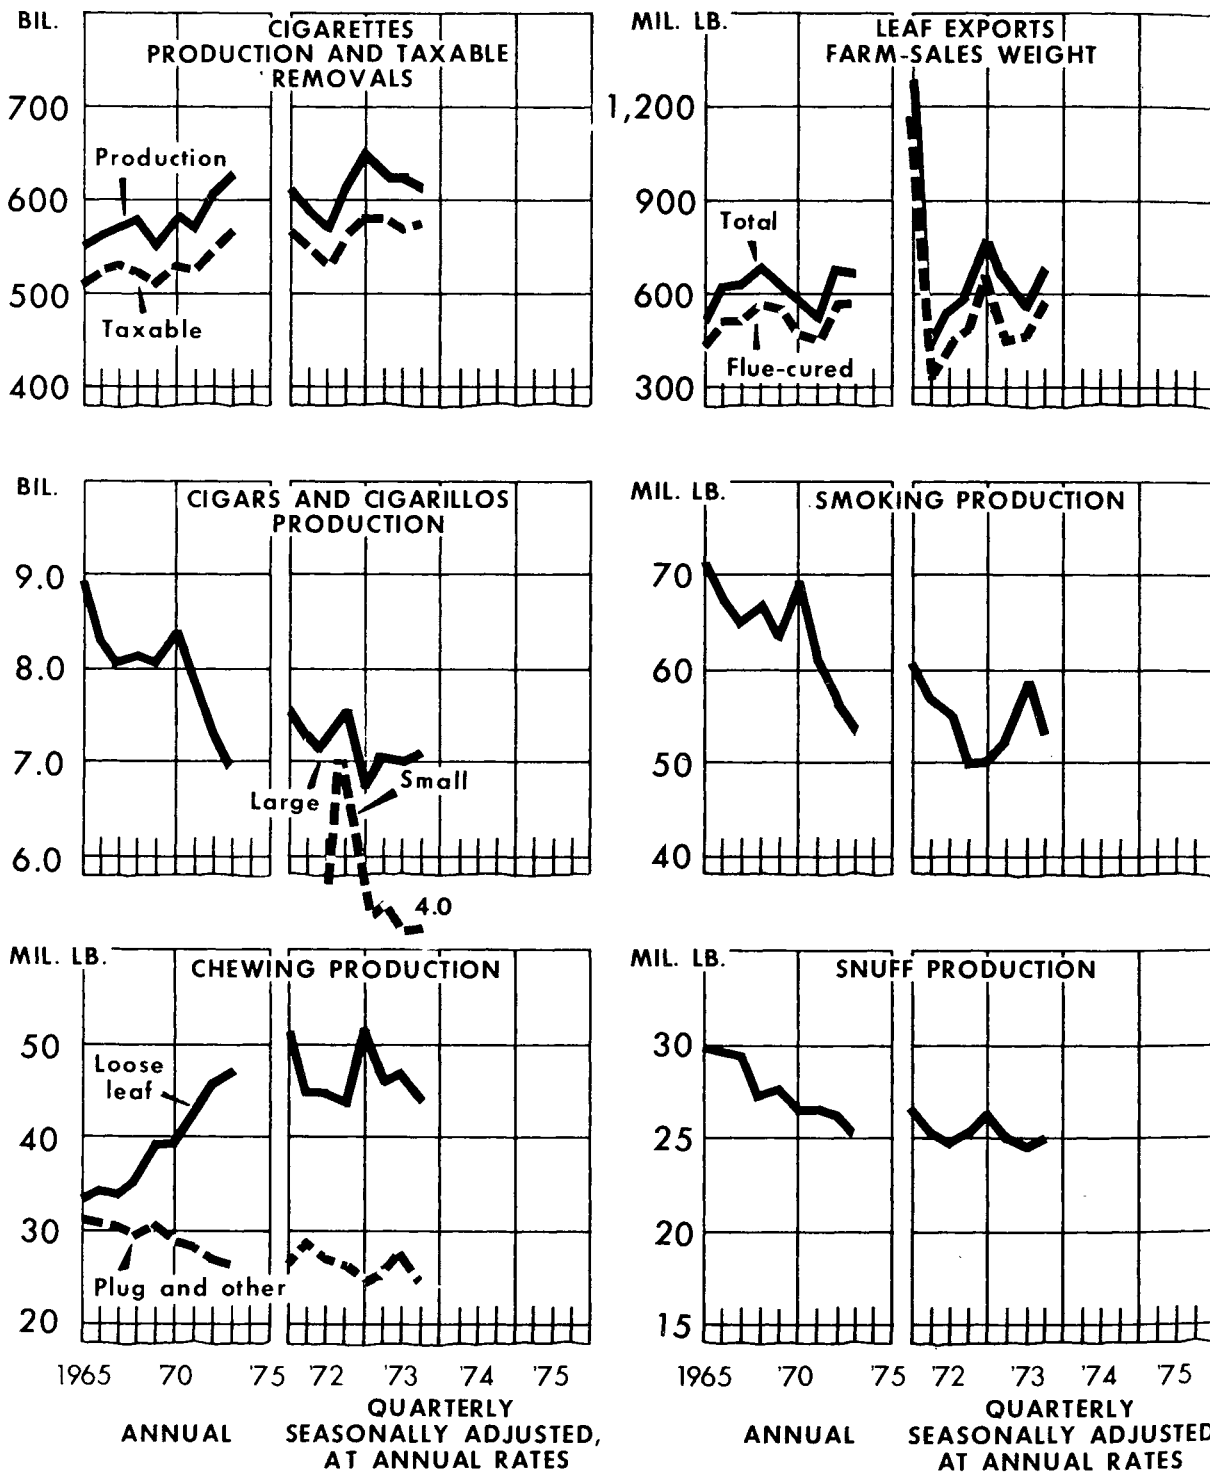 BIL.
CIGARETTES
PRODUCTION AND TAXABLE
REMOVALS
700
Production
600
500
Taxable
400
MIL. LB.
LEAF EXPORTS
FARM-SALES WEIGHT
1,200
900
Total
600
Flue-cured
300
BIL.
CIGARS AND CIGARILLOS
PRODUCTION
9.0
8.0
7.0
Small
Large
6.0
4.0
MIL. LB.
SMOKING PRODUCTION
70
60
50
40
MIL. LB.
CHEWING PRODUCTION
50
Loose
leaf
40
30
Plug and other
20
1965 '70 '75 '72 '73 '74 '75
ANNUAL
QUARTERLY
SEASONALLY ADJUSTED,
AT ANNUAL RATES
MIL. LB.
SNUFF PRODUCTION
30
25
20
15
1965 '70 '75 '72 '73 '74 '75
ANNUAL
QUARTERLY
SEASONALLY ADJUSTED
AT ANNUAL RATES